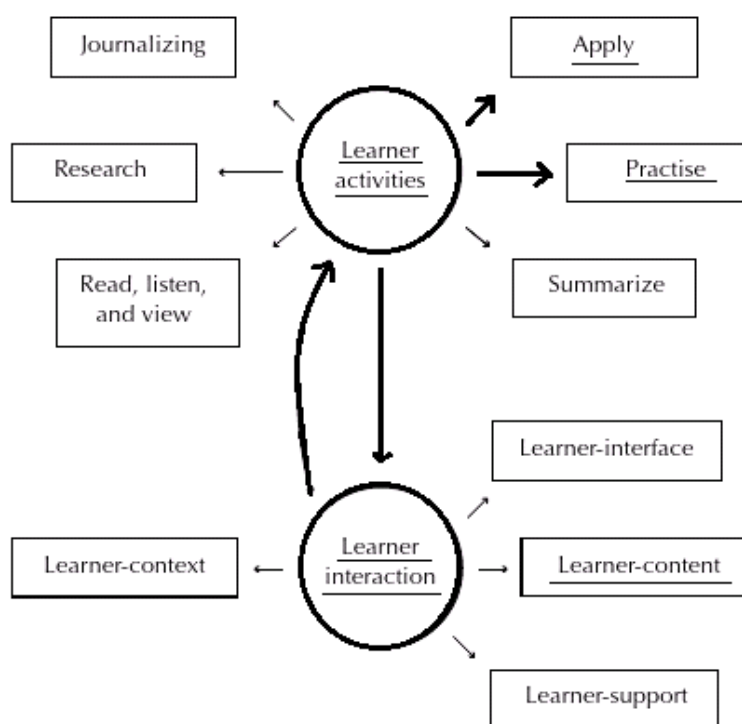 Journalizing
Apply
Learner
activities
Research
Practise
Read, listen,
and view
Summarize
Learner-interface
Learner
interaction
Learner-context
Learner-content
Learner-support